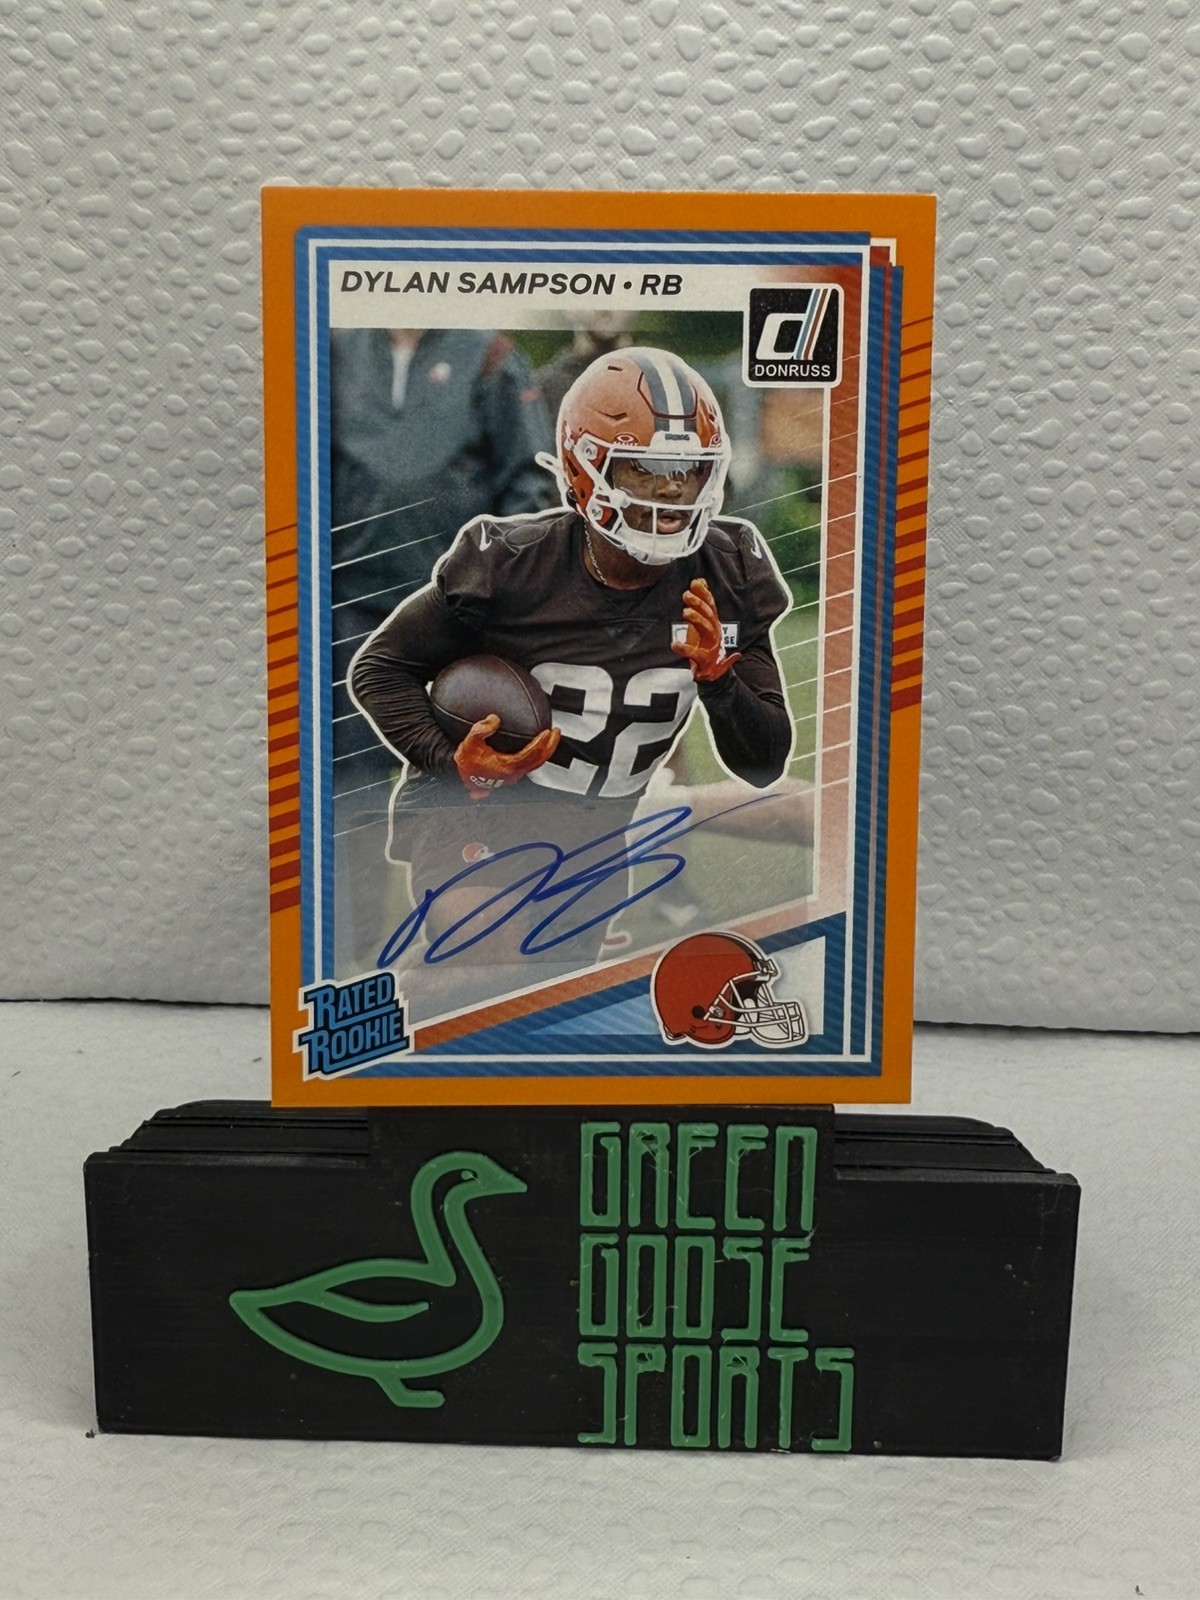 DYLAN SAMPSON • RB
d
DONRUSS
22
RATED
ROOKIE
GREEN
GOOSE
SPORTS